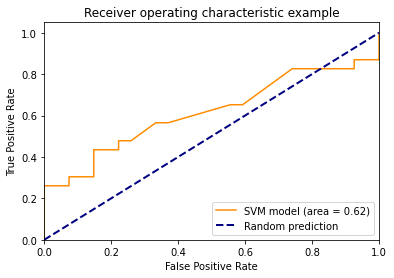 Receiver operating characteristic example
True Positive Rate
1.0
0.8
0.6
0.4
0.2
0.0
SVM model (area = 0.62)
Random prediction
0.0 0.2 0.4 0.6 0.8 1.0
False Positive Rate